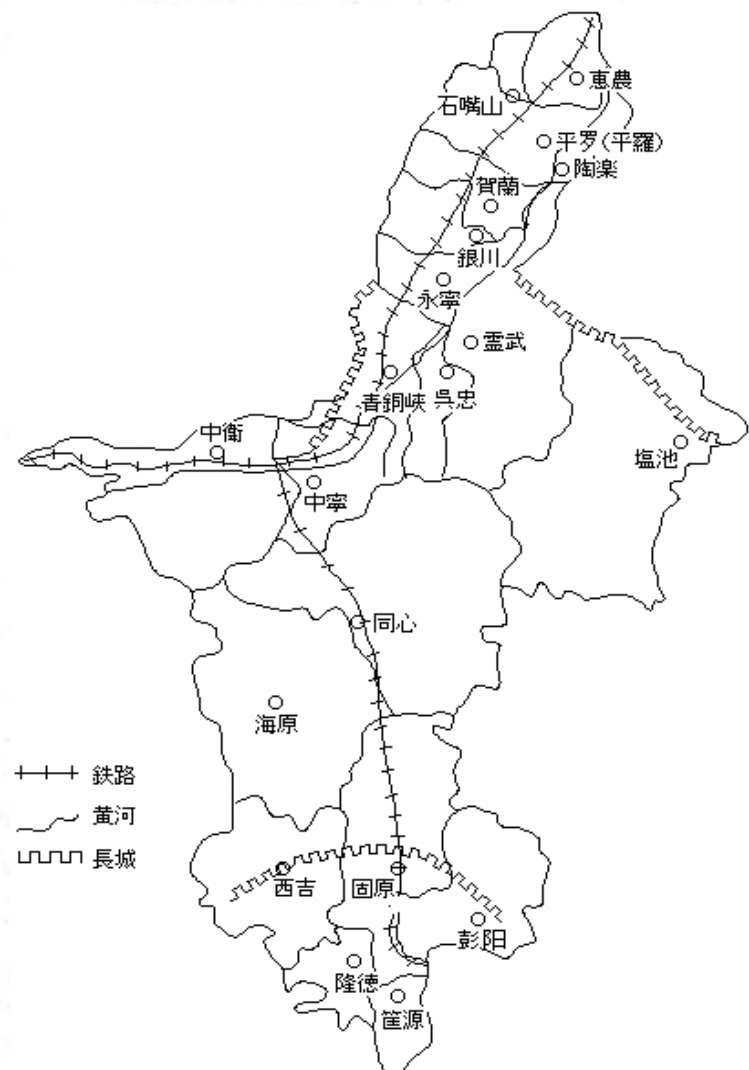 恵農
石嘴山
平罗(平羅)
陶楽
賀蘭
銀川
永寧
霊武
青銅峡
呉忠
中衛
塩池
中寧
同心
海原
鉄路
黄河
長城
西吉
固原
彭阳
隆徳
筐源